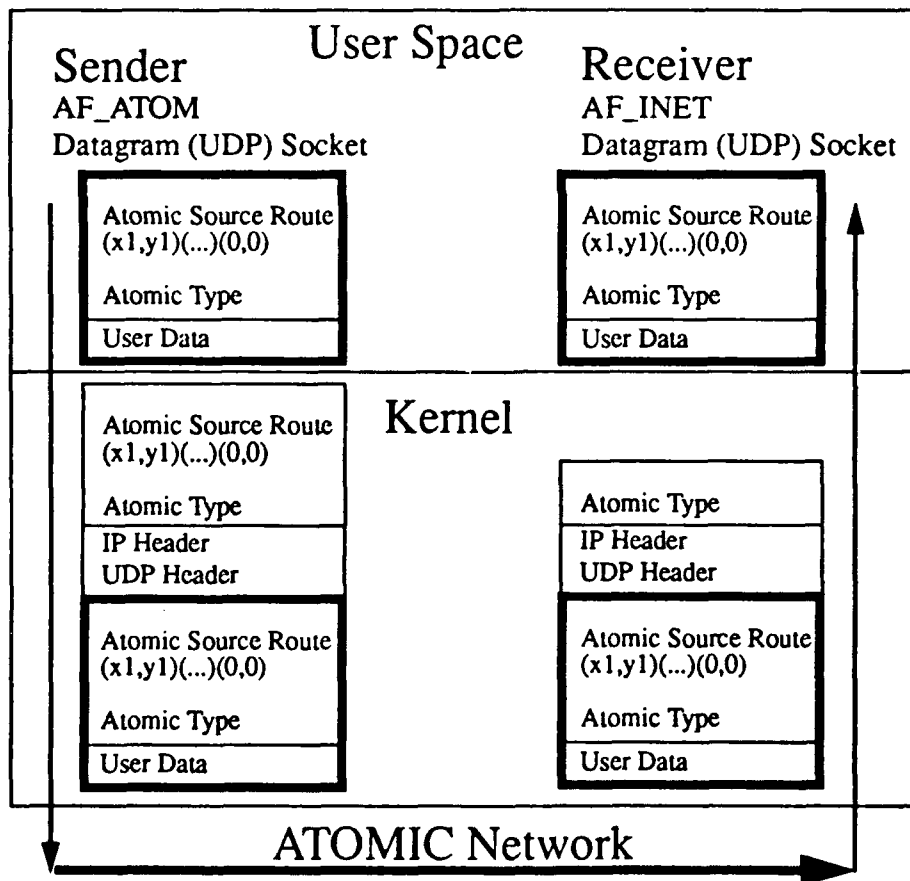 User Space
Sender
AF_ATOM
Datagram (UDP) Socket
Atomic Source Route
(x1,y1)(...)(0,0)
Atomic Type
User Data
Receiver
AF_INET
Datagram (UDP) Socket
Atomic Source Route
(x1,y1)(...)(0,0)
Atomic Type
User Data
Kernel
Atomic Source Route
(x1,y1)(...)(0,0)
Atomic Type
IP Header
UDP Header
Atomic Source Route
(x1,y1)(...)(0,0)
Atomic Type
User Data
Atomic Type
IP Header
UDP Header
Atomic Source Route
(x1,y1)(...)(0,0)
Atomic Type
User Data
ATOMIC Network